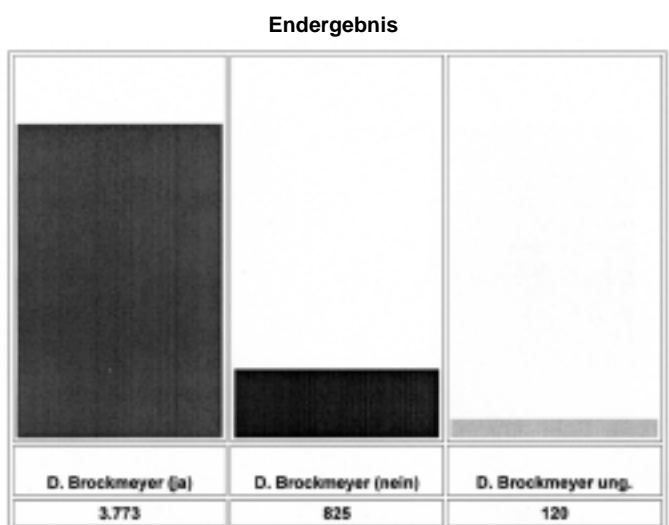 Endergebnis
D. Brockmeyer (ja) D. Brockmeyer (nein) D. Brockmeyer ung.
3.773 825 120